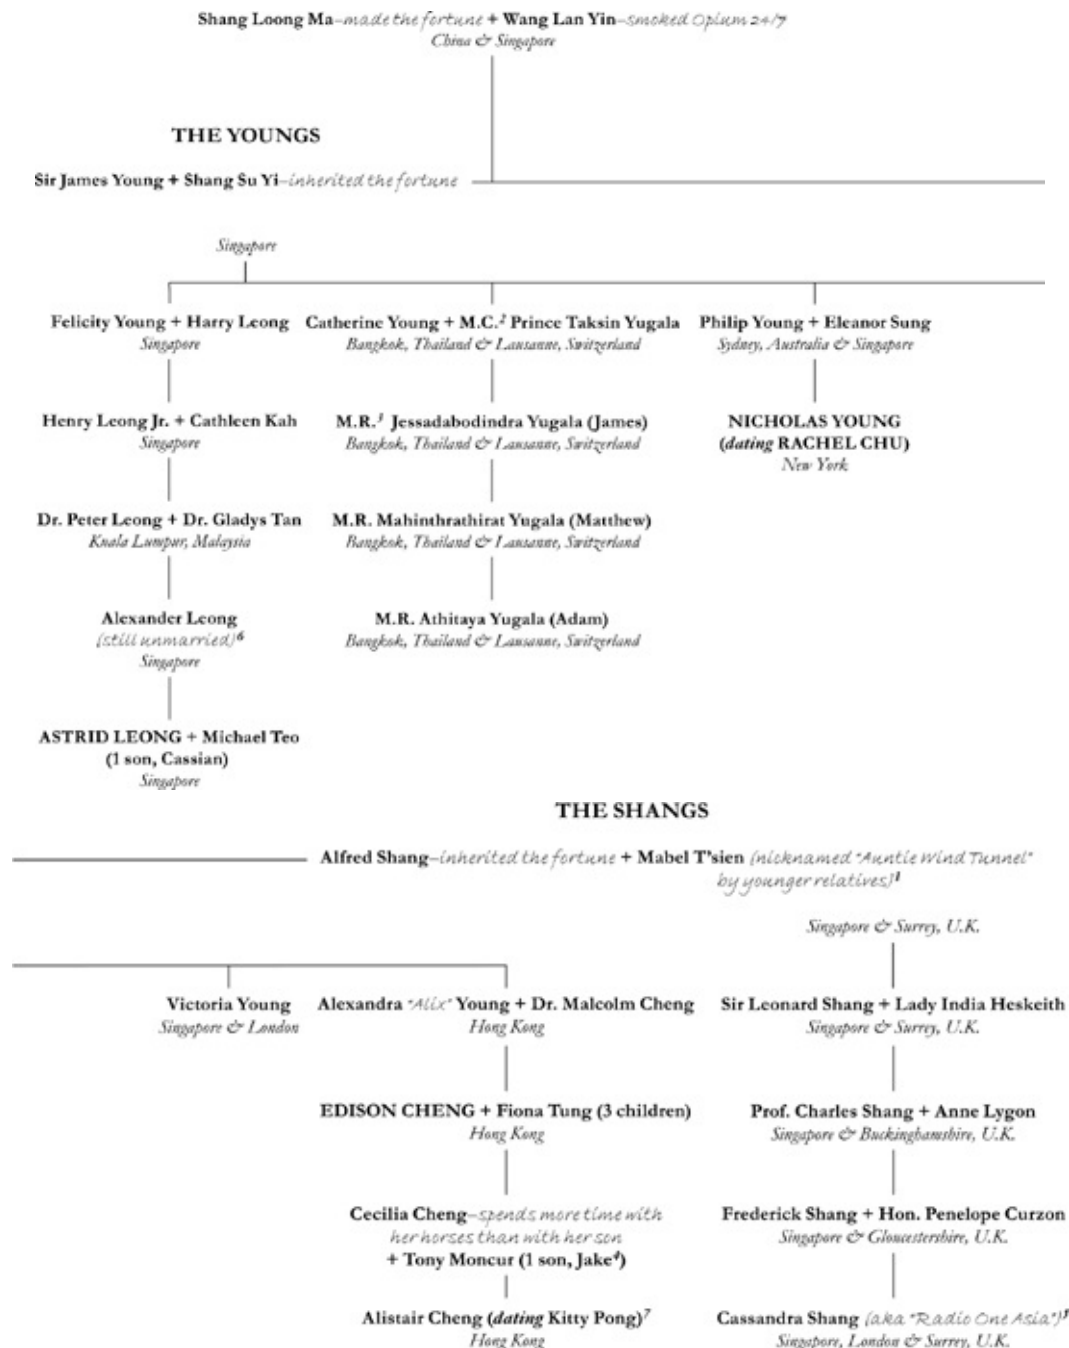 Shang Loong Ma–made the fortune + Wang Lan Yin–smoked Opium 24/7
China & Singapore
THE YOUNGS
Sir James Young + Shang Su Yi–inherited the fortune
Singapore
Felicity Young + Harry Leong
Singapore
Catherine Young + M.C.² Prince Taksin Yugala
Bangkok, Thailand & Lausanne, Switzerland
Philip Young + Eleanor Sung
Sydney, Australia & Singapore
Henry Leong Jr. + Cathleen Kah
Singapore
M.R.³ Jessadabodindra Yugala (James)
Bangkok, Thailand & Lausanne, Switzerland
NICHOLAS YOUNG
(dating RACHEL CHU)
New York
Dr. Peter Leong + Dr. Gladys Tan
Kuala Lumpur, Malaysia
M.R. Mahinthrathirat Yugala (Matthew)
Bangkok, Thailand & Lausanne, Switzerland
Alexander Leong
(still unmarried)⁶
Singapore
M.R. Athitaya Yugala (Adam)
Bangkok, Thailand & Lausanne, Switzerland
ASTRID LEONG + Michael Teo
(1 son, Cassian)
Singapore
THE SHANGS
Alfred Shang–inherited the fortune + Mabel T'sien (nicknamed "Auntie Wind Tunnel"
by younger relatives)¹
Singapore & Surrey, U.K.
Victoria Young
Singapore & London
Alexandra "Alix" Young + Dr. Malcolm Cheng
Hong Kong
Sir Leonard Shang + Lady India Heskeith
Singapore & Surrey, U.K.
EDISON CHENG + Fiona Tung (3 children)
Hong Kong
Prof. Charles Shang + Anne Lygon
Singapore & Buckinghamshire, U.K.
Cecilia Cheng–spends more time with
her horses than with her son
+ Tony Moncur (1 son, Jake⁴)
Frederick Shang + Hon. Penelope Curzon
Singapore & Gloucestershire, U.K.
Alistair Cheng (dating Kitty Pong)⁷
Hong Kong
Cassandra Shang (aka "Radio One Asia")⁵
Singapore, London & Surrey, U.K.